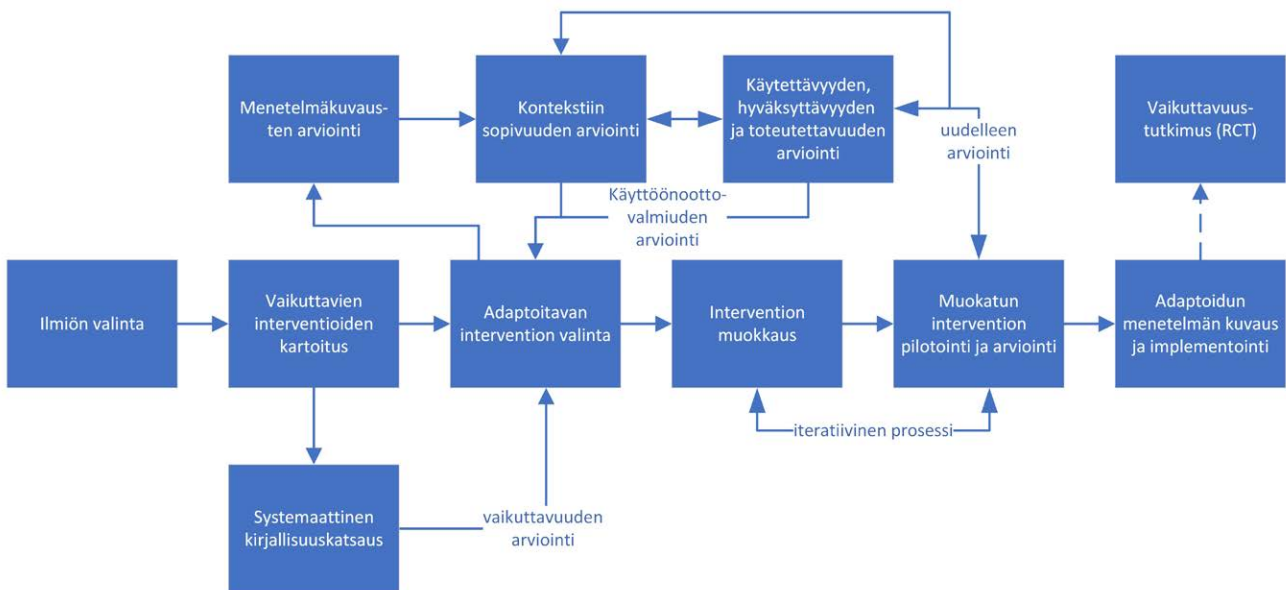 Menetelmäkuvaus-
ten arviointi
Kontekstiin
sopivuuden arviointi
Käytettävyyden,
hyväksyttävyyden
ja toteutettavuuden
arviointi
uudelleen
arviointi
Vaikuttavuus-
tutkimus (RCT)
Käyttöönotto-
valmiuden
arviointi
Ilmiön valinta
Vaikuttavien
interventioiden
kartoitus
Adaptoitavan
intervention valinta
Intervention
muokkaus
Muokatun
intervention
pilotointi ja arviointi
Adaptoidun
menetelmän kuvaus
ja implementointi
iteratiivinen prosessi
Systemaattinen
kirjallisuuskatsaus
vaikuttavuuden
arviointi